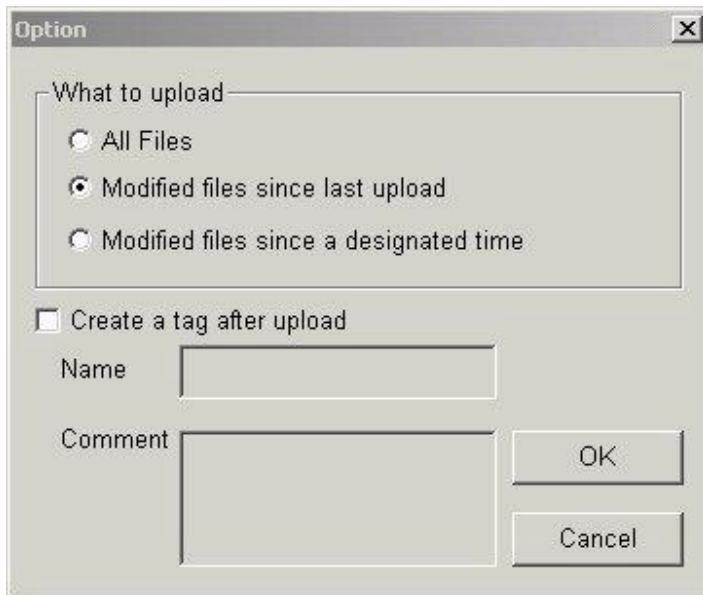 Option
What to upload
All Files
Modified files since last upload
Modified files since a designated time
Create a tag after upload
Name
Comment
OK
Cancel